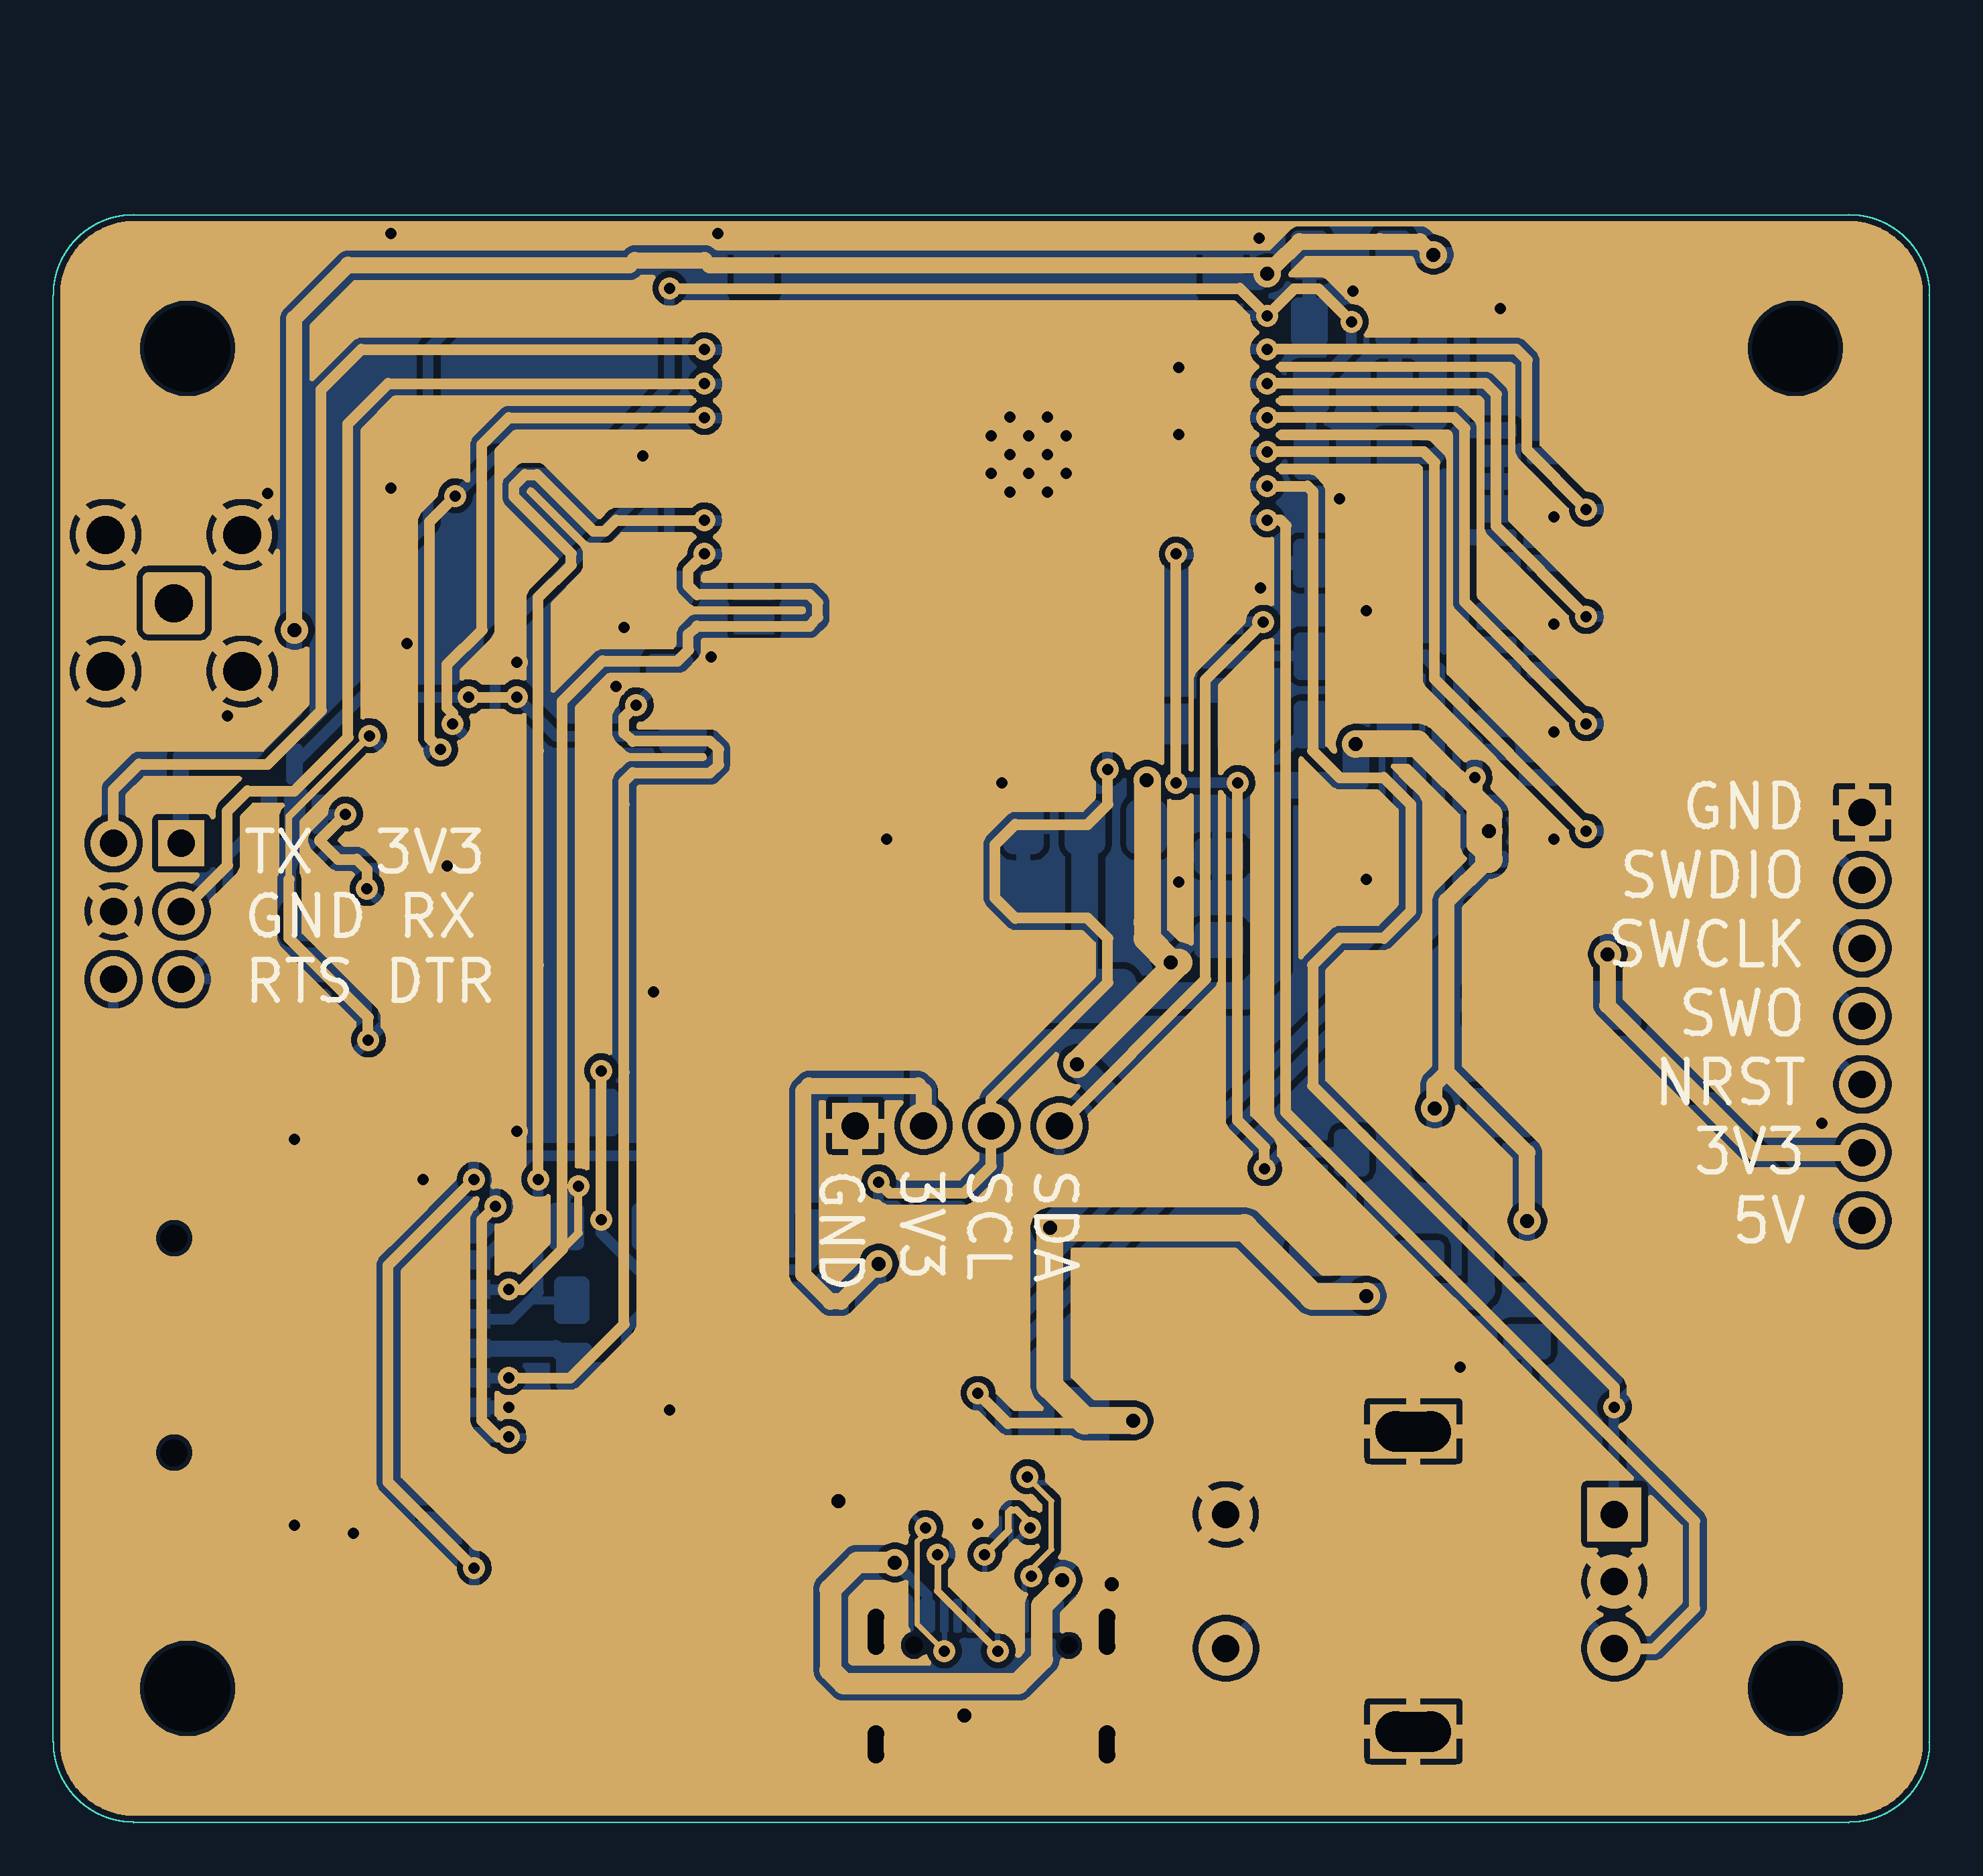 TX 3V3
GND RX
RTS DTR
GND
SWDIO
SWCLK
SWO
NRST
3V3
5V
GND
3V3
SCL
SDA